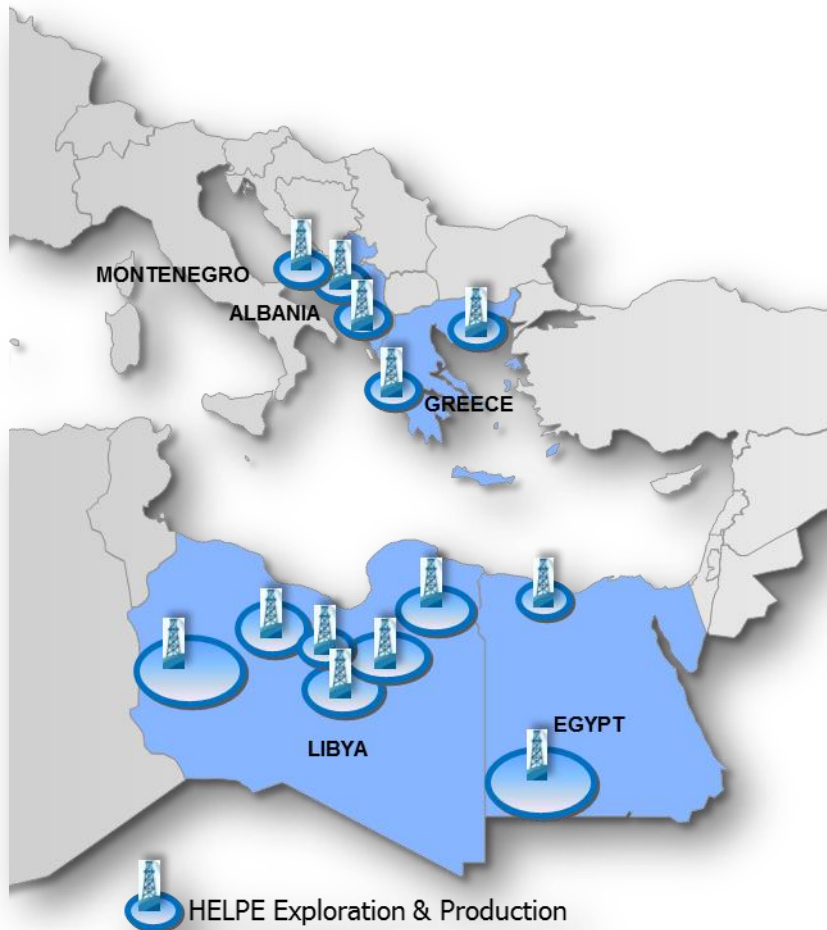 MONTENEGRO
ALBANIA
GREECE
EGYPT
LIBYA
HELPE Exploration & Production